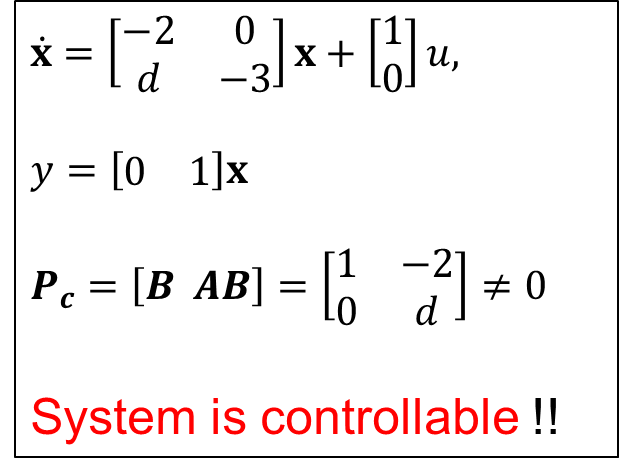 ẋ = [−2 0; d −3] x + [1; 0] u,
y = [0 1]x
P_c = [B AB] = [1 −2; 0 d] ≠ 0
System is controllable !!